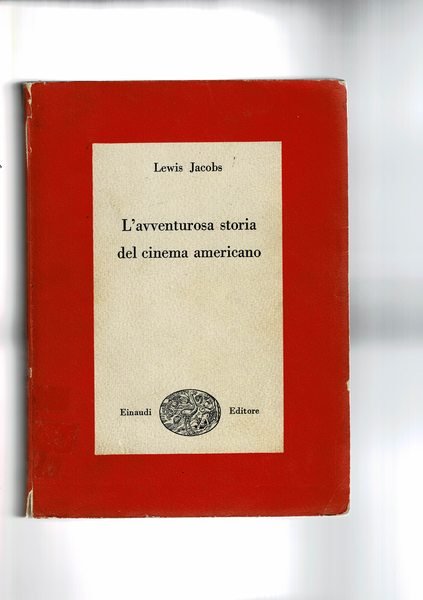 Lewis Jacobs
L'avventurosa storia
del cinema americano
Einaudi Editore